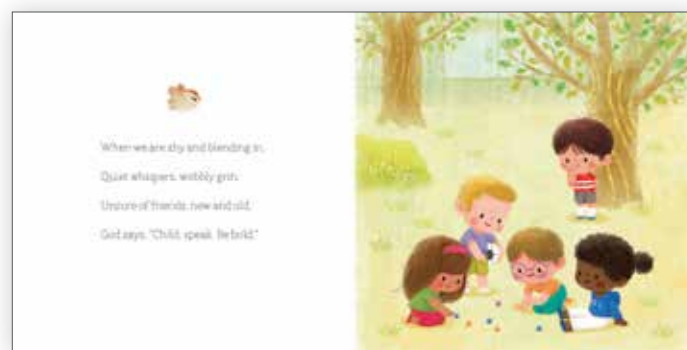 When we are shy and blending in,
Quiet whispers, wobbly grin.
Unsure of friends, new and old,
God says, "Child, speak. Be bold."